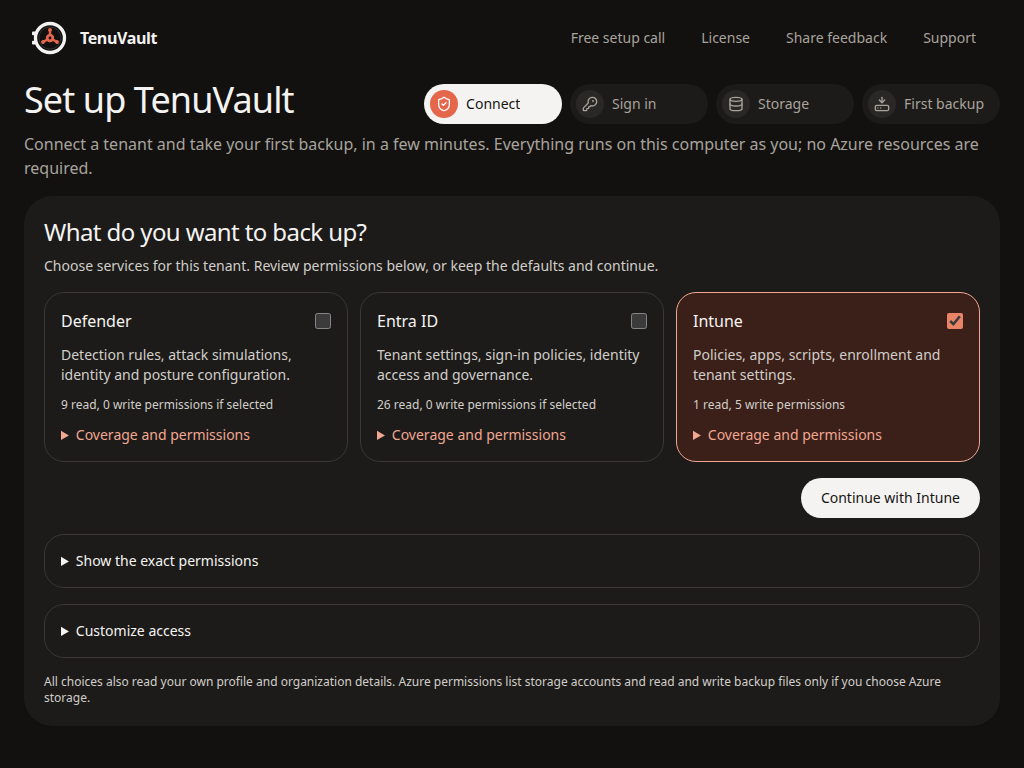 TenuVault
Free setup call
License
Share feedback
Support
Set up TenuVault
Connect
Sign in
Storage
First backup
Connect a tenant and take your first backup, in a few minutes. Everything runs on this computer as you; no Azure resources are
required.
What do you want to back up?
Choose services for this tenant. Review permissions below, or keep the defaults and continue.
Defender
Detection rules, attack simulations,
identity and posture configuration.
9 read, 0 write permissions if selected
Coverage and permissions
Entra ID
Tenant settings, sign-in policies, identity
access and governance.
26 read, 0 write permissions if selected
Coverage and permissions
Intune
Policies, apps, scripts, enrollment and
tenant settings.
1 read, 5 write permissions
Coverage and permissions
Continue with Intune
Show the exact permissions
Customize access
All choices also read your own profile and organization details. Azure permissions list storage accounts and read and write backup files only if you choose Azure
storage.